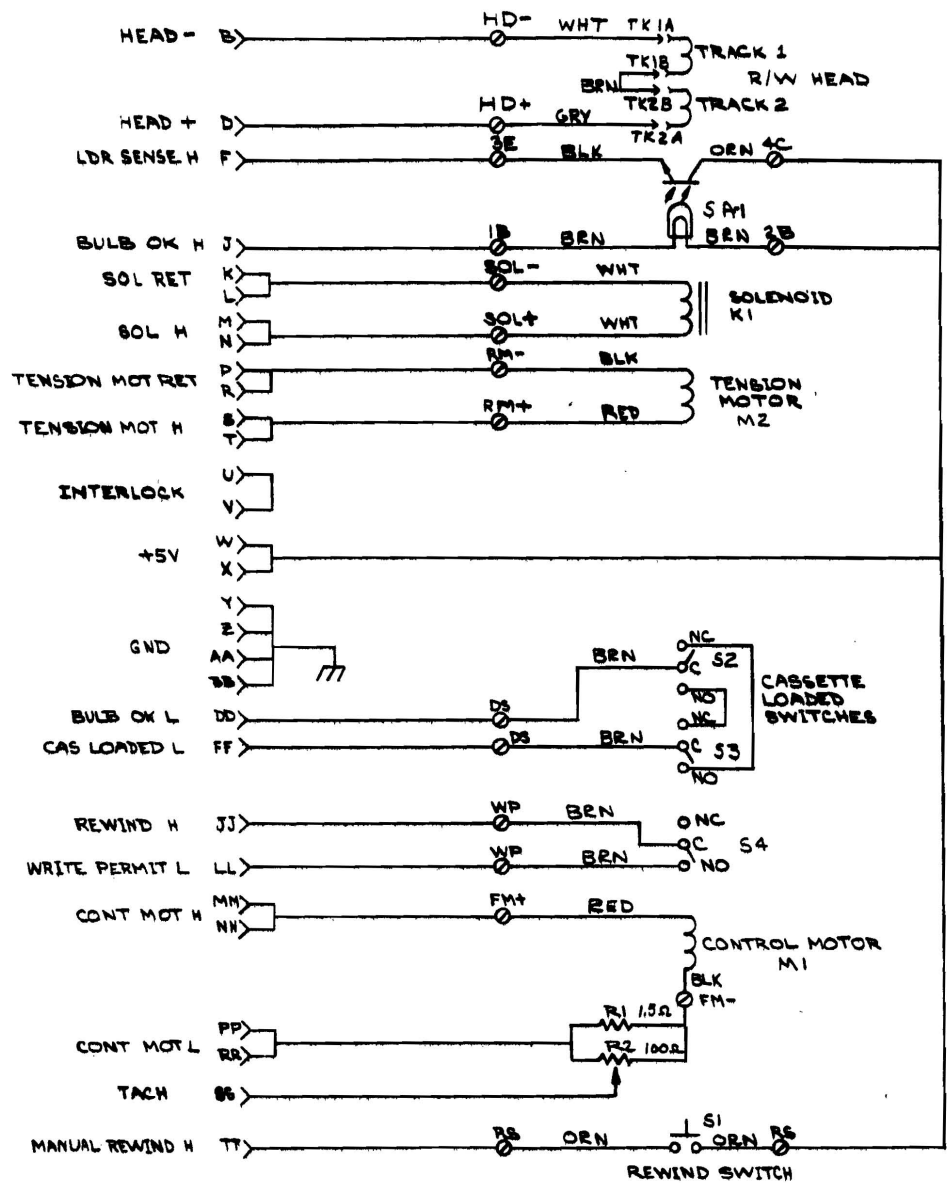 HEAD- B HD- WHT TK1A
TRACK 1
TK1B
R/W HEAD
BRN
TK2B TRACK 2
HEAD + D HD+ GRY
TK2A
LDR SENSE H F 3E BLK ORN 4C
SA1
BULB OK H J 1B BRN BRN 2B
SOL RET K SOL- WHT
L
SOLENOID
K1
SOL H M SOL+ WHT
N
TENSION MOT RET P RM- BLK
R
TENSION
MOTOR
M2
TENSION MOT H S RM+ RED
T
INTERLOCK U
V
+5V W
X
GND Y
Z
AA
BB
NC
BRN C S2
NO
NC
CASSETTE
LOADED
SWITCHES
BULB OK L DD DS
CAS LOADED L FF DS BRN C S3
NO
REWIND H JJ WP BRN NC
C S4
WRITE PERMIT L LL WP BRN NO
CONT MOT H MM FM+ RED
NN
CONTROL MOTOR
M1
BLK
FM-
R1 1.5Ω
CONT MOT L PP
RR
R2 100Ω
TACH SS
S1
MANUAL REWIND H TT RS ORN ORN RS
REWIND SWITCH